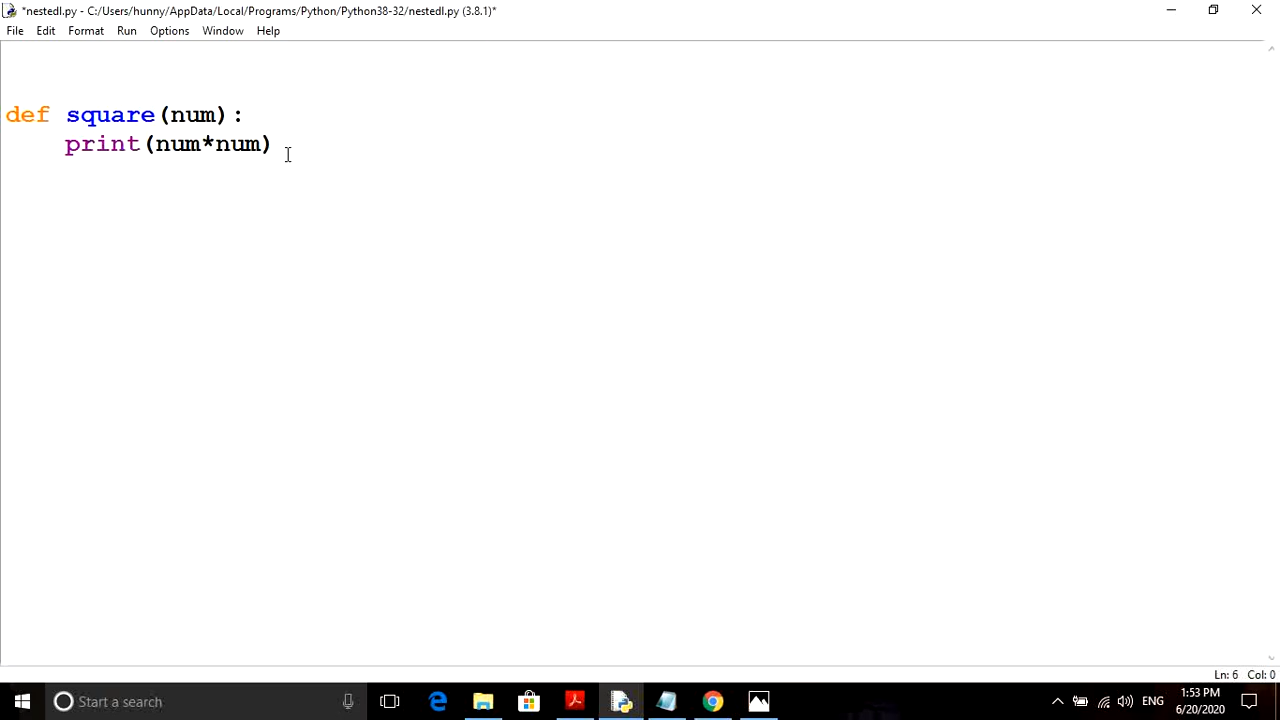 *nestedl.py - C:/Users/hunny/AppData/Local/Programs/Python/Python38-32/nestedl.py (3.8.1)*
File Edit Format Run Options Window Help
def square(num):
    print(num*num)
Ln: 6 Col: 0
Start a search
ENG
1:53 PM
6/20/2020